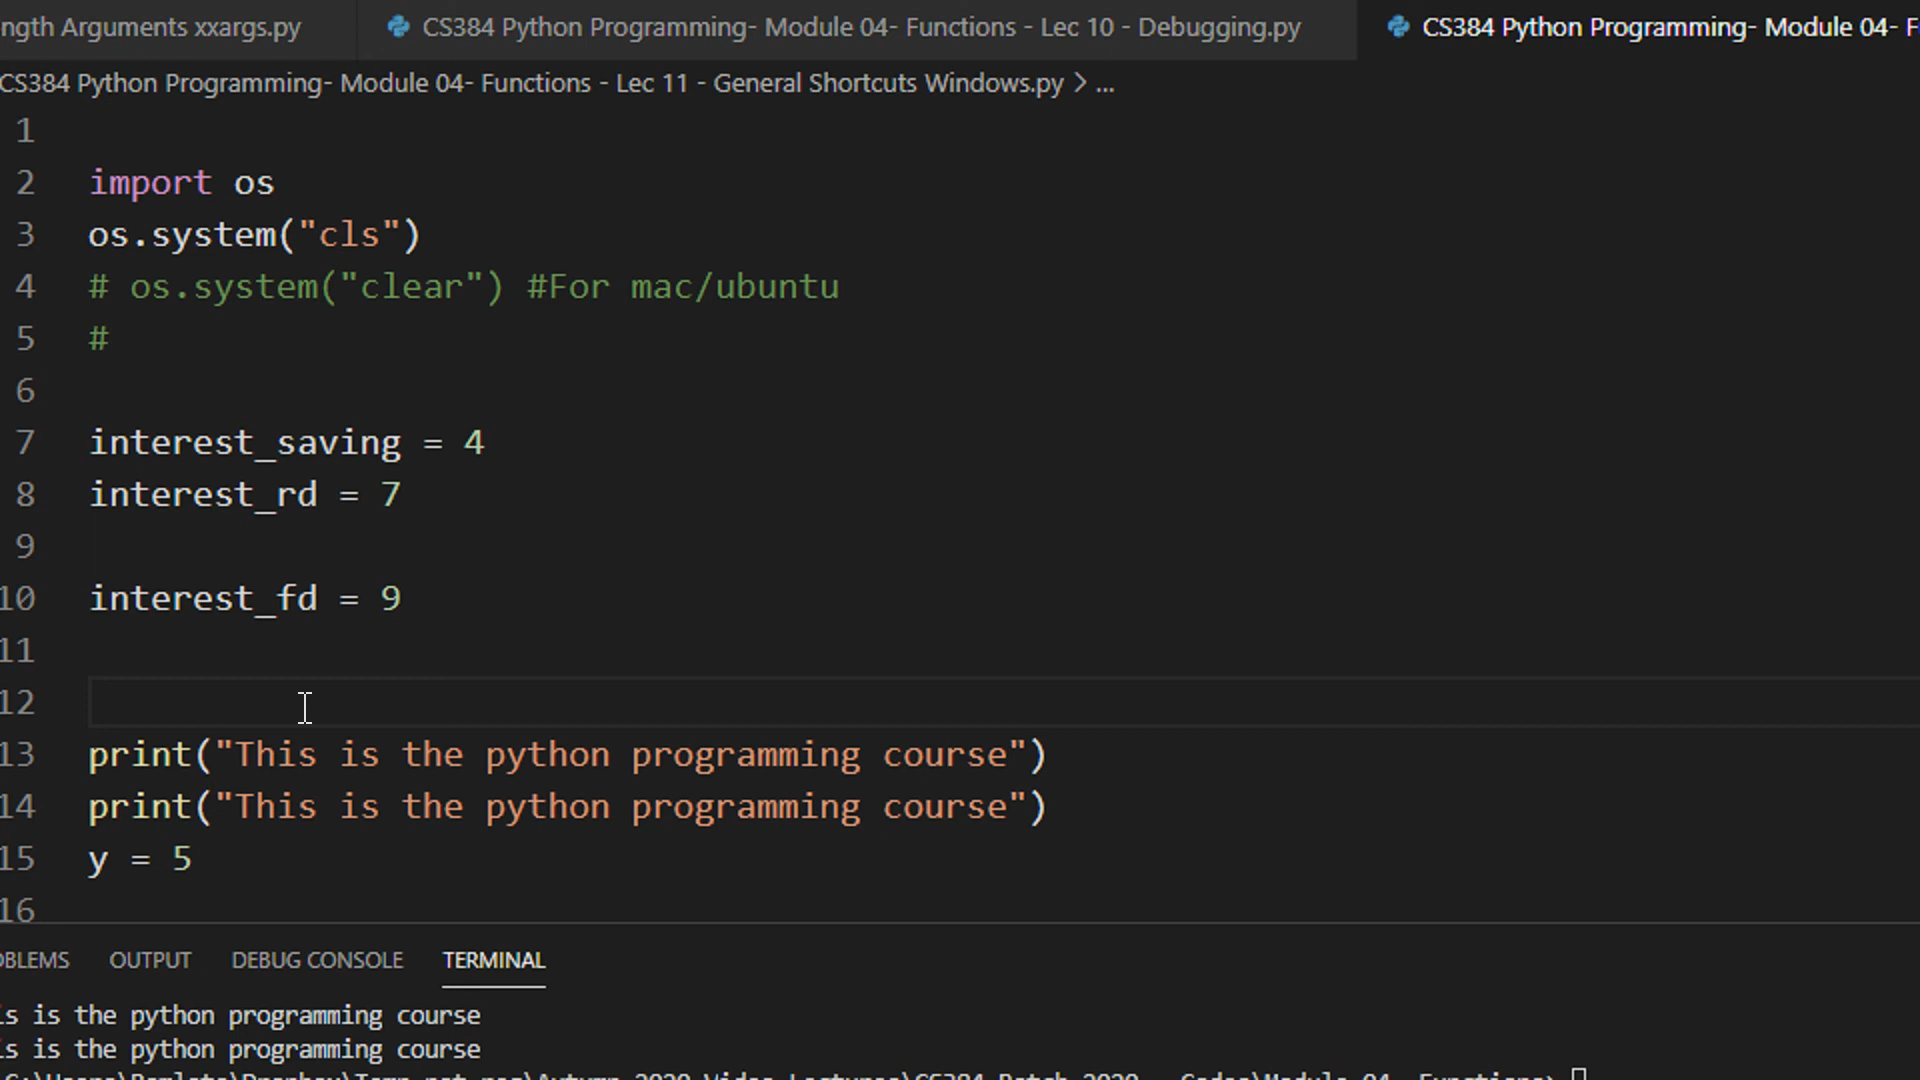 ngth Arguments xxargs.py CS384 Python Programming- Module 04- Functions - Lec 10 - Debugging.py CS384 Python Programming- Module 04- F
CS384 Python Programming- Module 04- Functions - Lec 11 - General Shortcuts Windows.py > ...
1
2 import os
3 os.system("cls")
4 # os.system("clear") #For mac/ubuntu
5 #
6
7 interest_saving = 4
8 interest_rd = 7
9
10 interest_fd = 9
11
12
13 print("This is the python programming course")
14 print("This is the python programming course")
15 y = 5
16
OBLEMS OUTPUT DEBUG CONSOLE TERMINAL
is is the python programming course
is is the python programming course